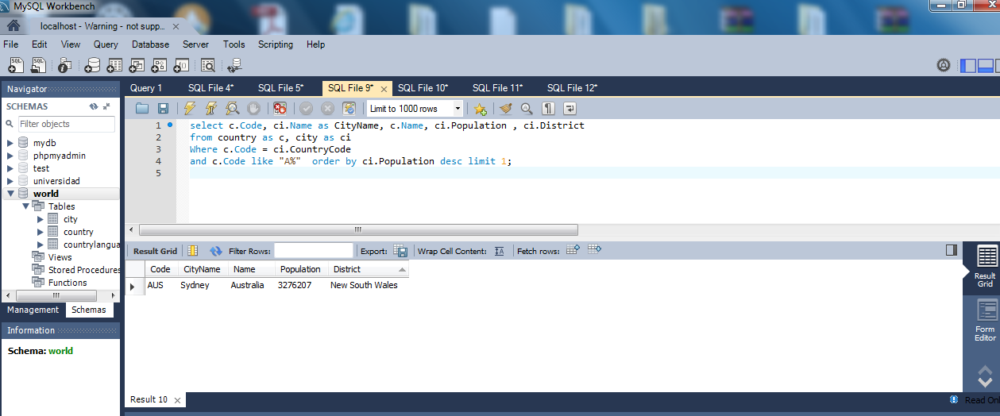 MySQL Workbench
localhost - Warning - not supp...
File Edit View Query Database Server Tools Scripting Help
Navigator
SCHEMAS
Filter objects
mydb
phpmyadmin
test
universidad
world
Tables
city
country
countrylangua
Views
Stored Procedures
Functions
Management Schemas
Information
Schema: world
Query 1 SQL File 4* SQL File 5* SQL File 9* SQL File 10* SQL File 11* SQL File 12*
Limit to 1000 rows
1 select c.Code, ci.Name as CityName, c.Name, ci.Population , ci.District
2 from country as c, city as ci
3 Where c.Code = ci.CountryCode
4 and c.Code like "A%"  order by ci.Population desc limit 1;
5
Result Grid Filter Rows: Export: Wrap Cell Content: Fetch rows:
Code CityName Name Population District
AUS Sydney Australia 3276207 New South Wales
Result
Grid
Form
Editor
Result 10
Read Onl